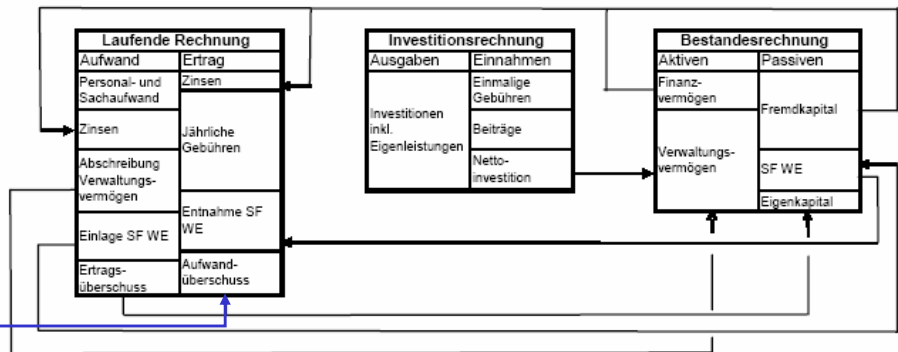 Laufende Rechnung
Aufwand
Ertrag
Personal- und
Sachaufwand
Zinsen
Abschreibung
Verwaltungs-
vermögen
Einlage SF WE
Ertrags-
überschuss
Zinsen
Jährliche
Gebühren
Entnahme SF
WE
Aufwand-
überschuss
Investitionsrechnung
Ausgaben
Einnahmen
Investitionen
inkl.
Eigenleistungen
Einmalige
Gebühren
Beiträge
Netto-
investition
Bestandesrechnung
Aktiven
Passiven
Finanz-
vermögen
Verwaltungs-
vermögen
Fremdkapital
SF WE
Eigenkapital